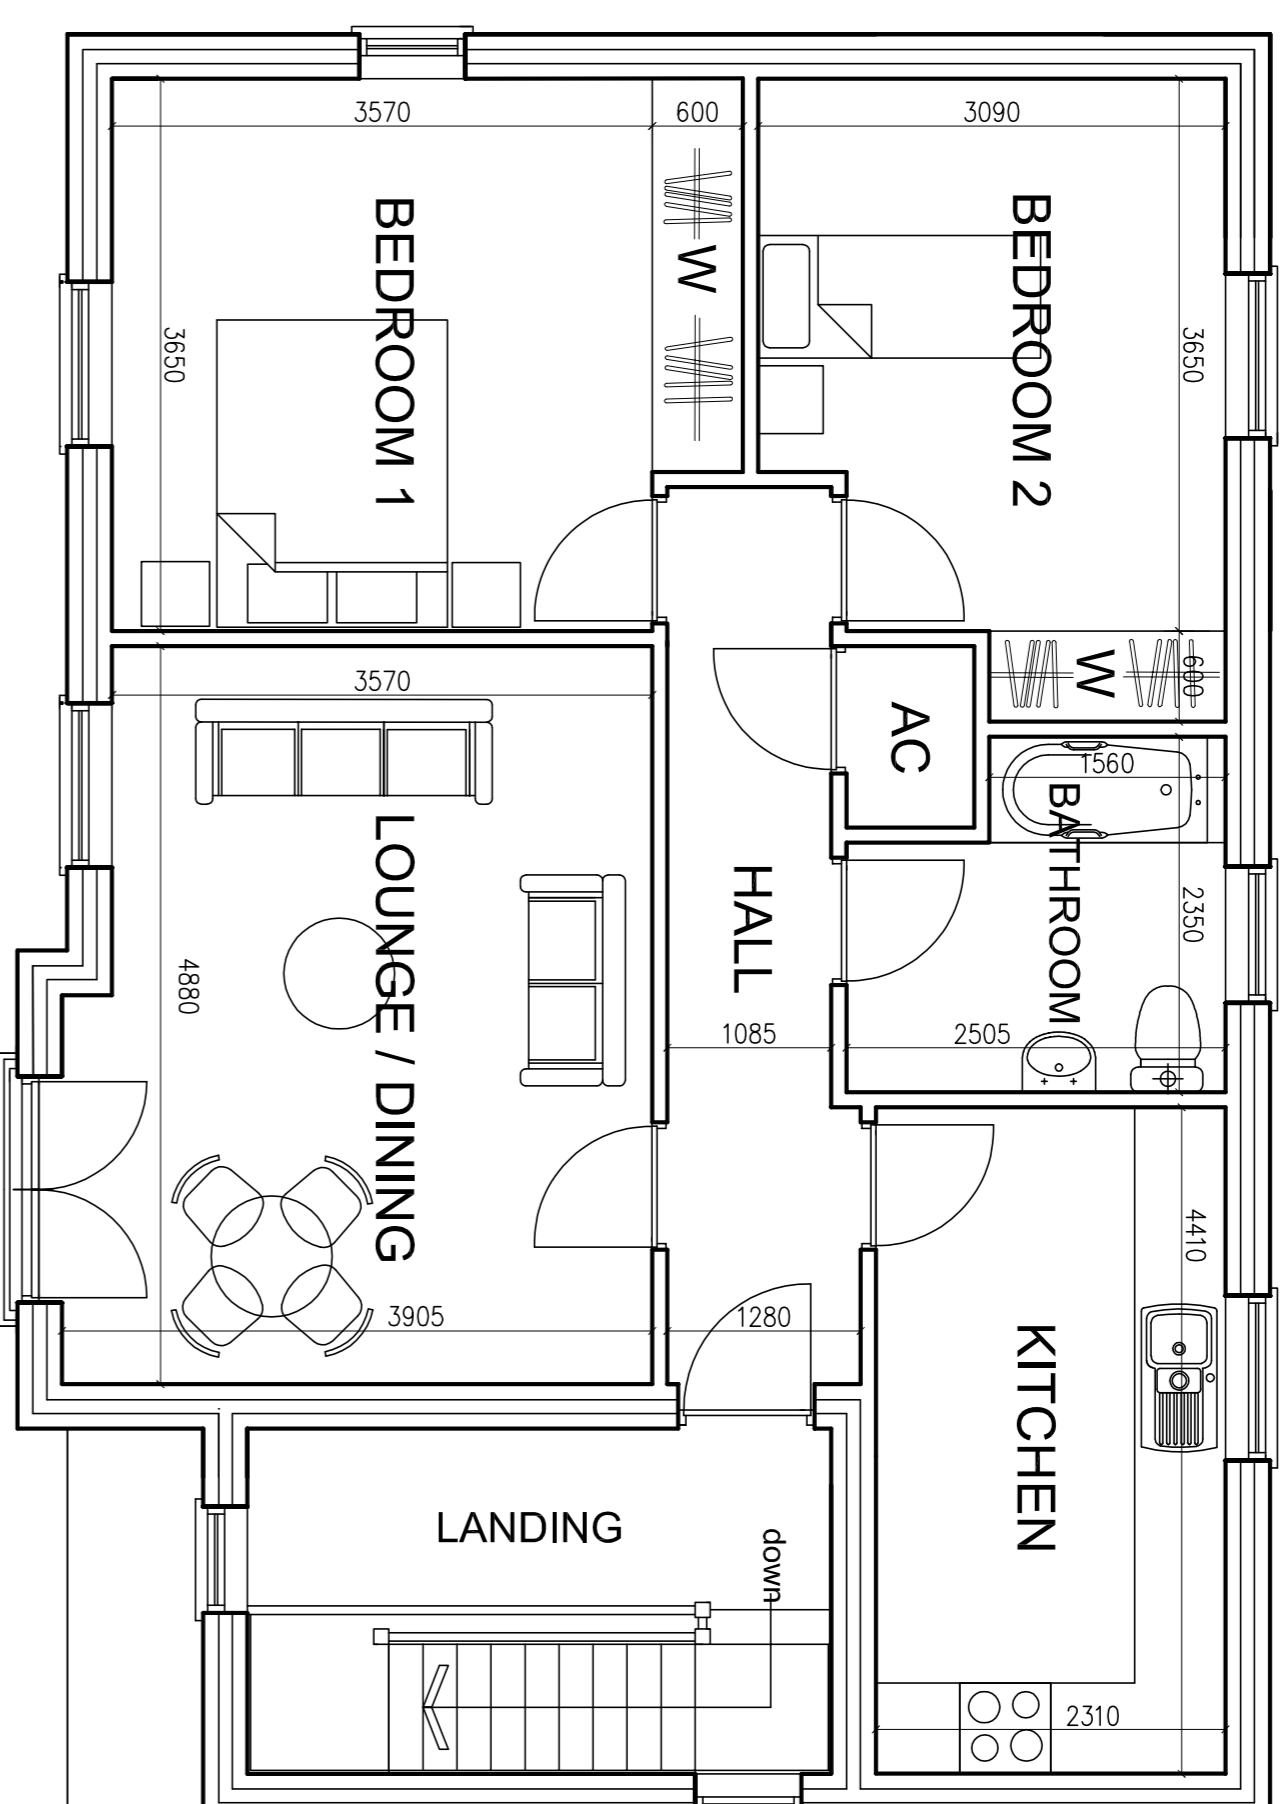 3570
600
3090
BEDROOM 1
W
BEDROOM 2
3650
3650
3570
W
600
AC
1560
BATHROOM
LOUNGE / DINING
HALL
2350
4880
1085
2505
4410
3905
1280
KITCHEN
LANDING
down
2310